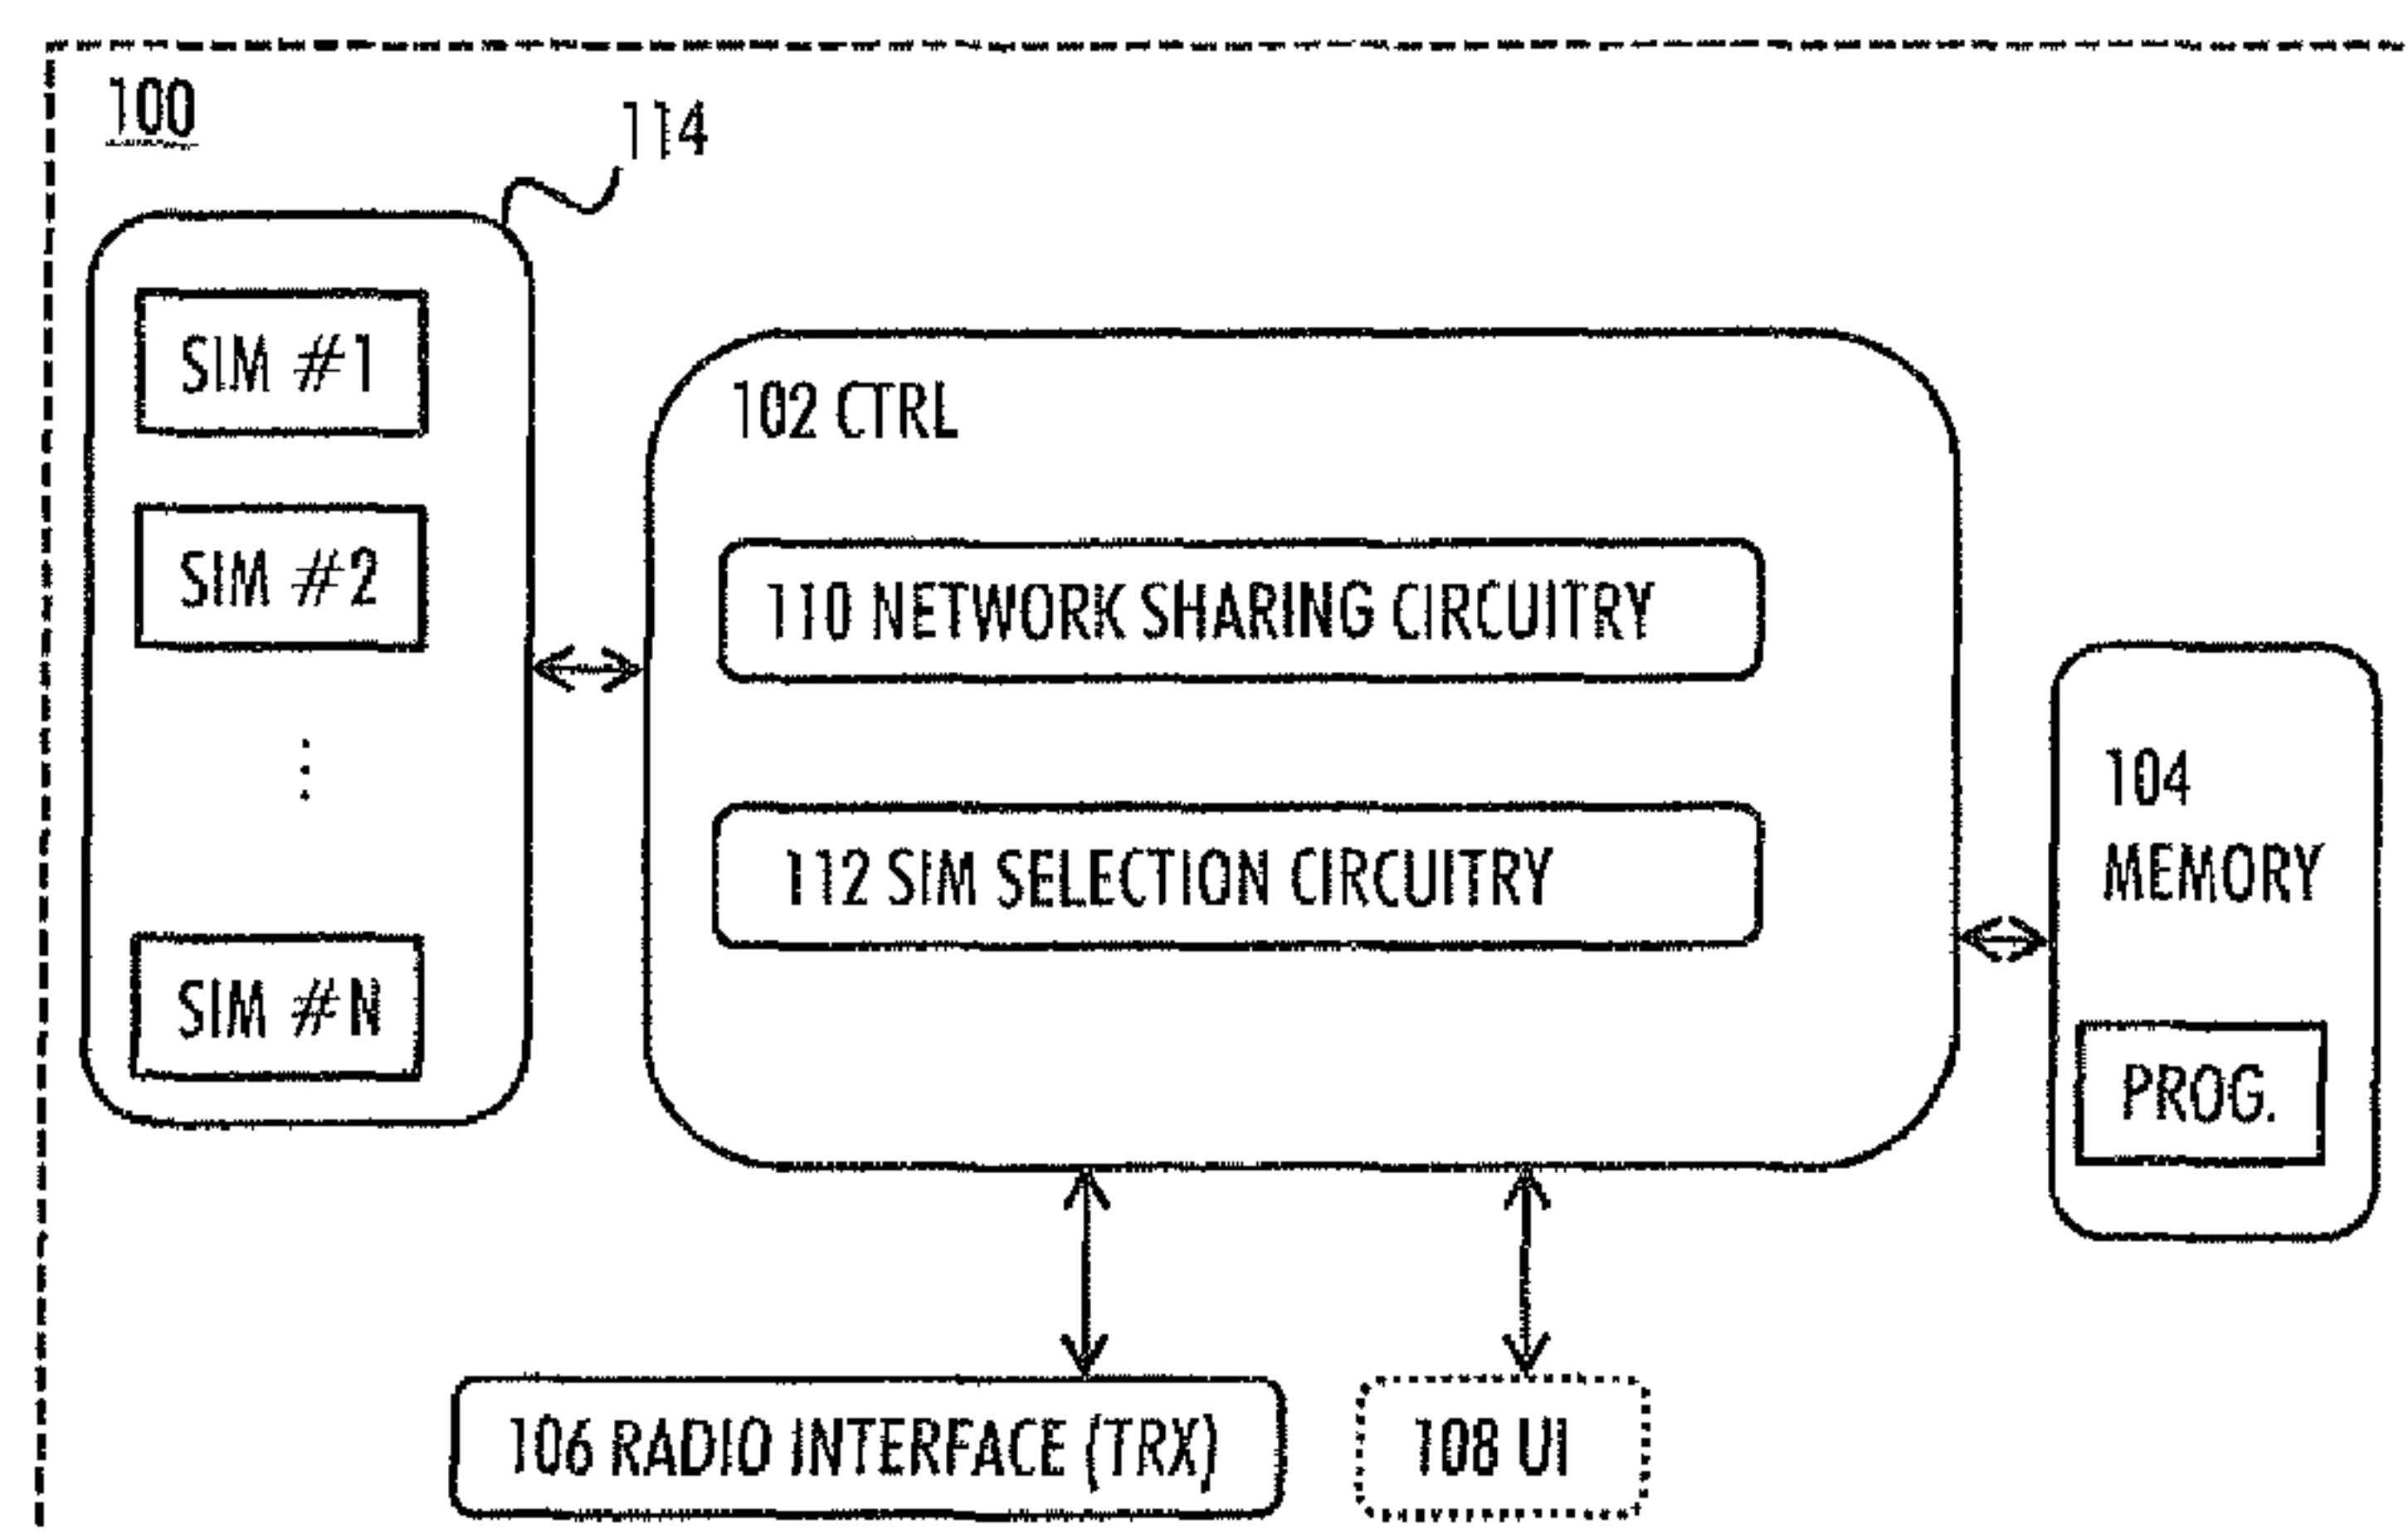 100
114
SIM #1
SIM #2
⋮
SIM #N
102 CTRL
110 NETWORK SHARING CIRCUITRY
112 SIM SELECTION CIRCUITRY
104
MEMORY
PROG.
106 RADIO INTERFACE (TRX)
108 UI